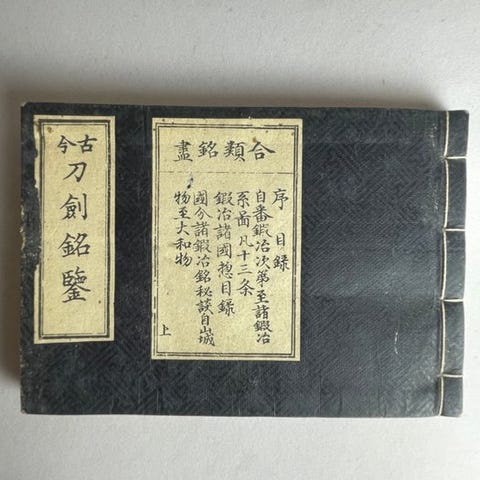 古今
刀劍銘鑒
合類銘盡
序 目録
自番鍛冶次第至諸鍛冶
系圖凡十三条
鍛冶諸國惣目録
國分諸鍛冶銘秘談自山城
物至大和物
上